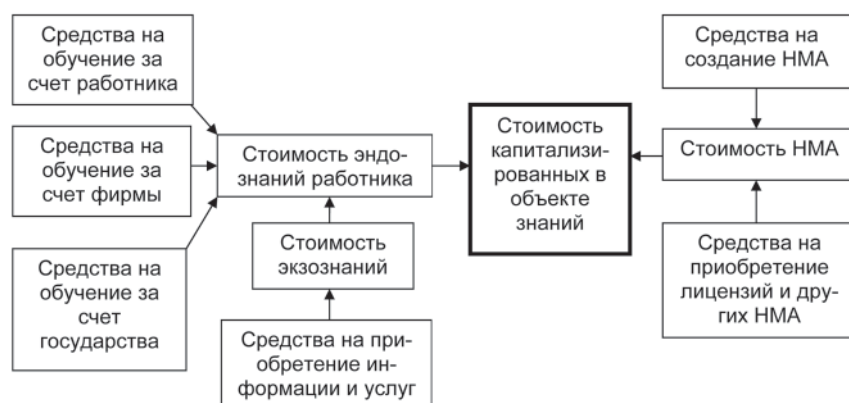 Средства на
обучение за
счет работника
Средства на
обучение за
счет фирмы
Средства на
обучение за
счет
государства
Стоимость эндо-
знаний работника
Стоимость
экзознаний
Средства на при-
обретение ин-
формации и услуг
Стоимость
капитализи-
рованных в
объекте
знаний
Средства на
создание НМА
Стоимость НМА
Средства на
приобретение
лицензий и дру-
гих НМА